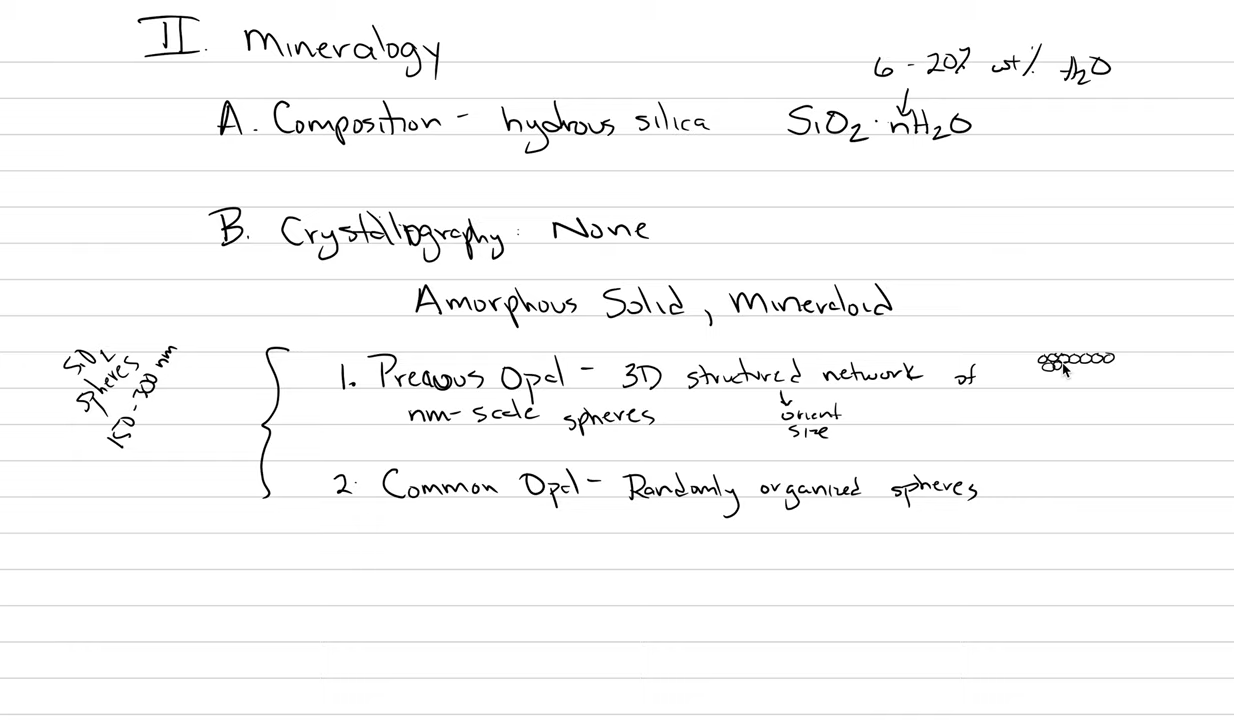 II. Mineralogy
6 - 20% wt% H2O
A. Composition - hydrous silica SiO2 · nH2O
B. Crystallography: None
Amorphous Solid, Mineraloid
SiO2
spheres
150-300 nm
1. Precious Opal - 3D structured network of
nm-scale spheres
orient
size
2. Common Opal - Randomly organized spheres